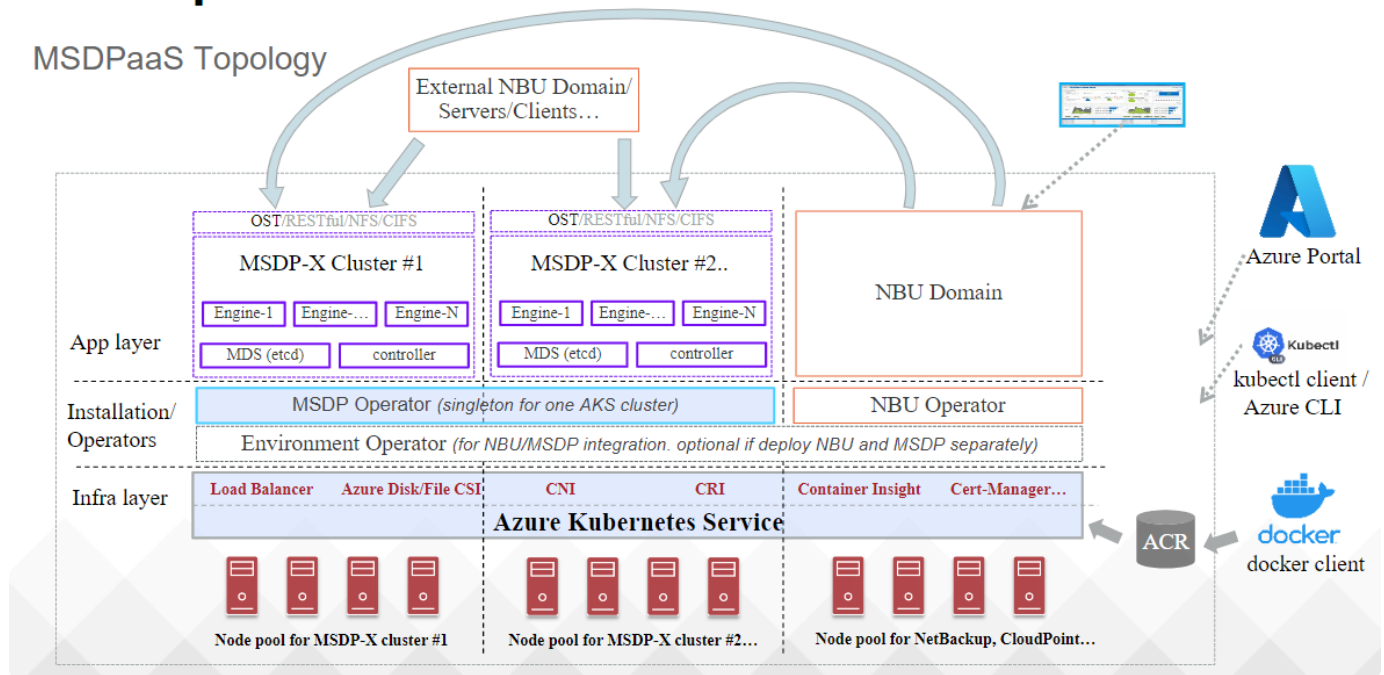 MSDPaaS Topology
External NBU Domain/
Servers/Clients…
OST/RESTful/NFS/CIFS
MSDP-X Cluster #1
Engine-1
Engine-…
Engine-N
MDS (etcd)
controller
OST/RESTful/NFS/CIFS
MSDP-X Cluster #2..
Engine-1
Engine-…
Engine-N
MDS (etcd)
controller
NBU Domain
App layer
Azure Portal
Kubectl
kubectl client /
Azure CLI
Installation/
Operators
MSDP Operator (singleton for one AKS cluster)
NBU Operator
Environment Operator (for NBU/MSDP integration. optional if deploy NBU and MSDP separately)
Infra layer
Load Balancer
Azure Disk/File CSI
CNI
CRI
Container Insight
Cert-Manager…
Azure Kubernetes Service
ACR
docker
docker client
Node pool for MSDP-X cluster #1
Node pool for MSDP-X cluster #2…
Node pool for NetBackup, CloudPoint…